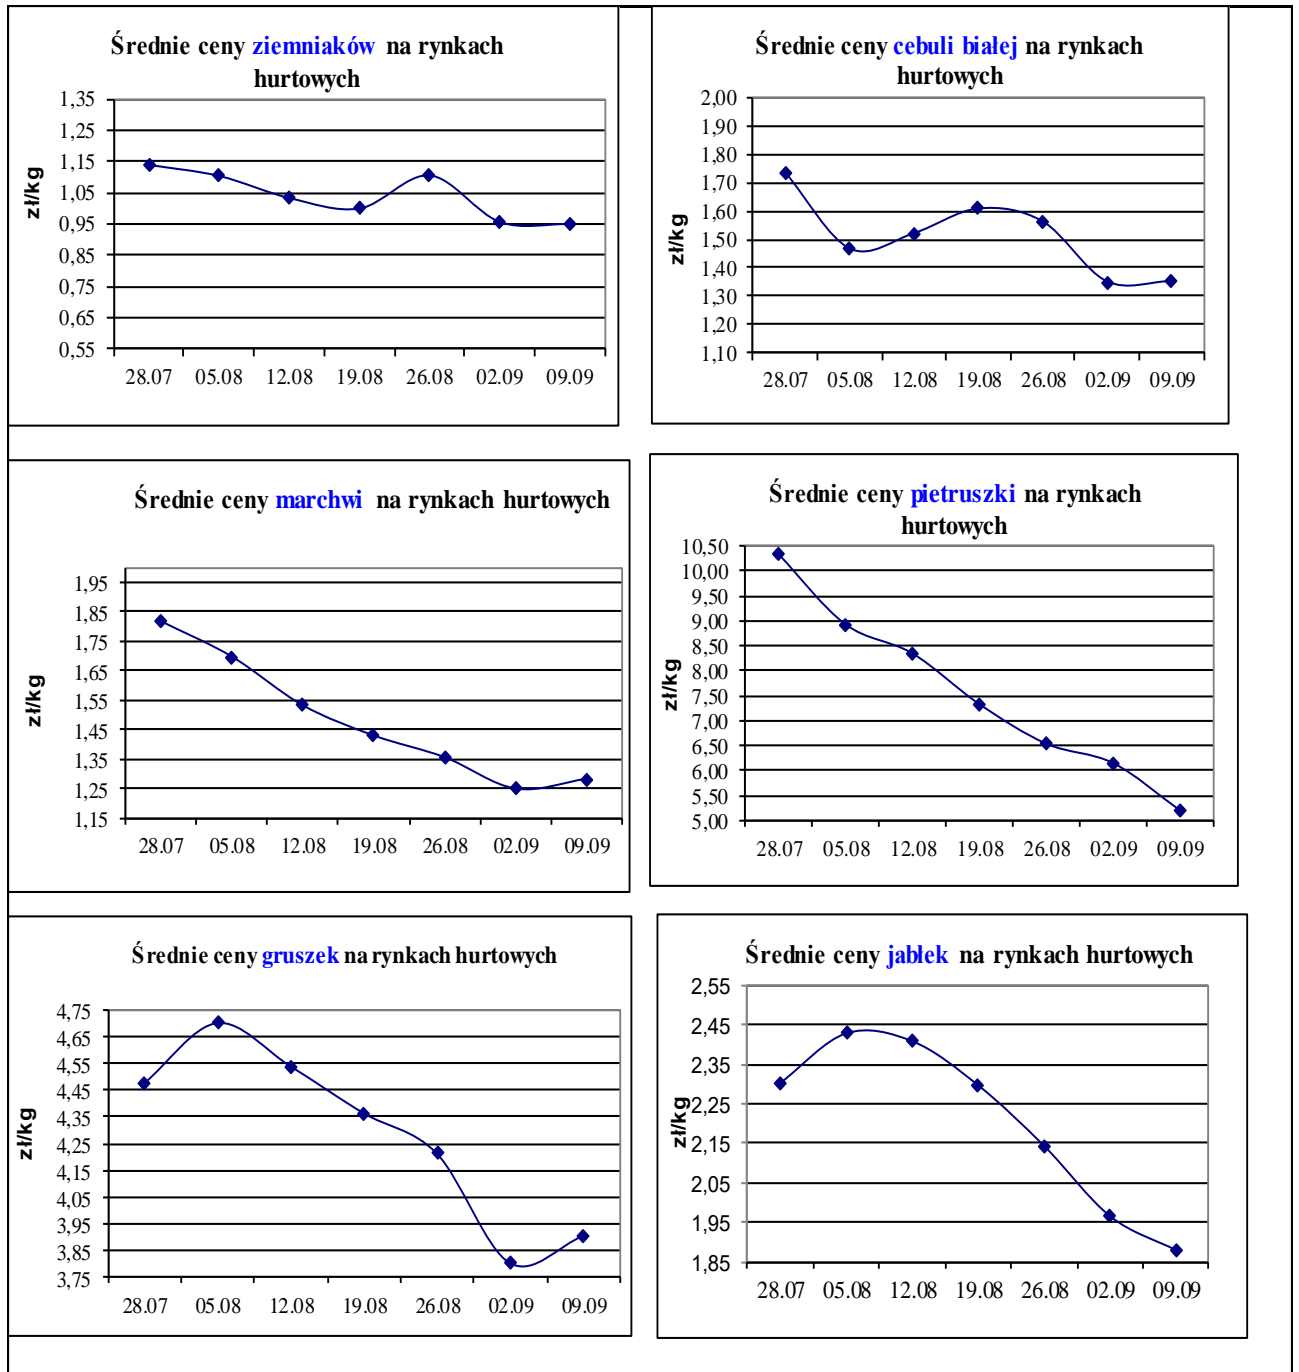 Średnie ceny ziemniaków na rynkach
hurtowych
zł/kg
1,35
1,25
1,15
1,05
0,95
0,85
0,75
0,65
0,55
28.07 05.08 12.08 19.08 26.08 02.09 09.09
Średnie ceny cebuli białej na rynkach
hurtowych
zł/kg
2,00
1,90
1,80
1,70
1,60
1,50
1,40
1,30
1,20
1,10
28.07 05.08 12.08 19.08 26.08 02.09 09.09
Średnie ceny marchwi na rynkach hurtowych
zł/kg
1,95
1,85
1,75
1,65
1,55
1,45
1,35
1,25
1,15
28.07 05.08 12.08 19.08 26.08 02.09 09.09
Średnie ceny pietruszki na rynkach
hurtowych
zł/kg
10,50
10,00
9,50
9,00
8,50
8,00
7,50
7,00
6,50
6,00
5,50
5,00
28.07 05.08 12.08 19.08 26.08 02.09 09.09
Średnie ceny gruszek na rynkach hurtowych
zł/kg
4,75
4,65
4,55
4,45
4,35
4,25
4,15
4,05
3,95
3,85
3,75
28.07 05.08 12.08 19.08 26.08 02.09 09.09
Średnie ceny jabłek na rynkach hurtowych
zł/kg
2,55
2,45
2,35
2,25
2,15
2,05
1,95
1,85
28.07 05.08 12.08 19.08 26.08 02.09 09.09